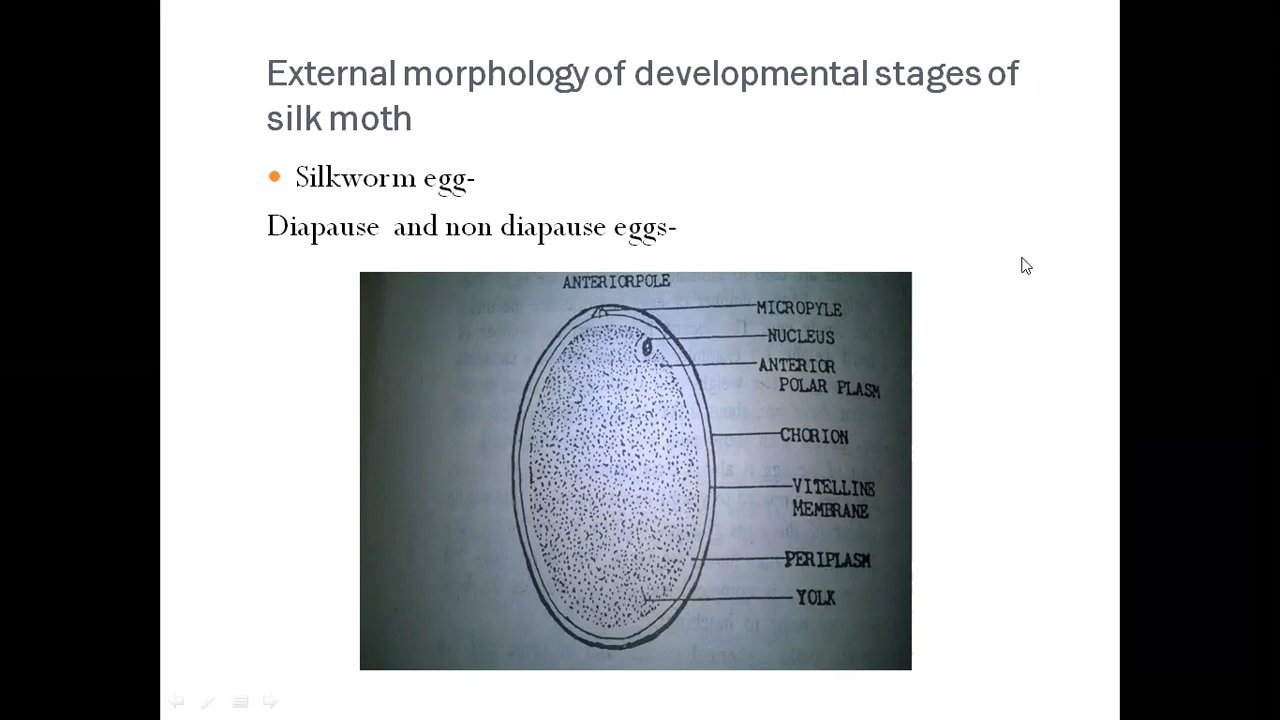 External morphology of developmental stages of
silk moth
Silkworm egg-
Diapause and non diapause eggs-
ANTERIORPOLE
MICROPYLE
NUCLEUS
ANTERIOR
POLAR PLASM
CHORION
VITELLINE
MEMBRANE
PERIPLASM
YOLK